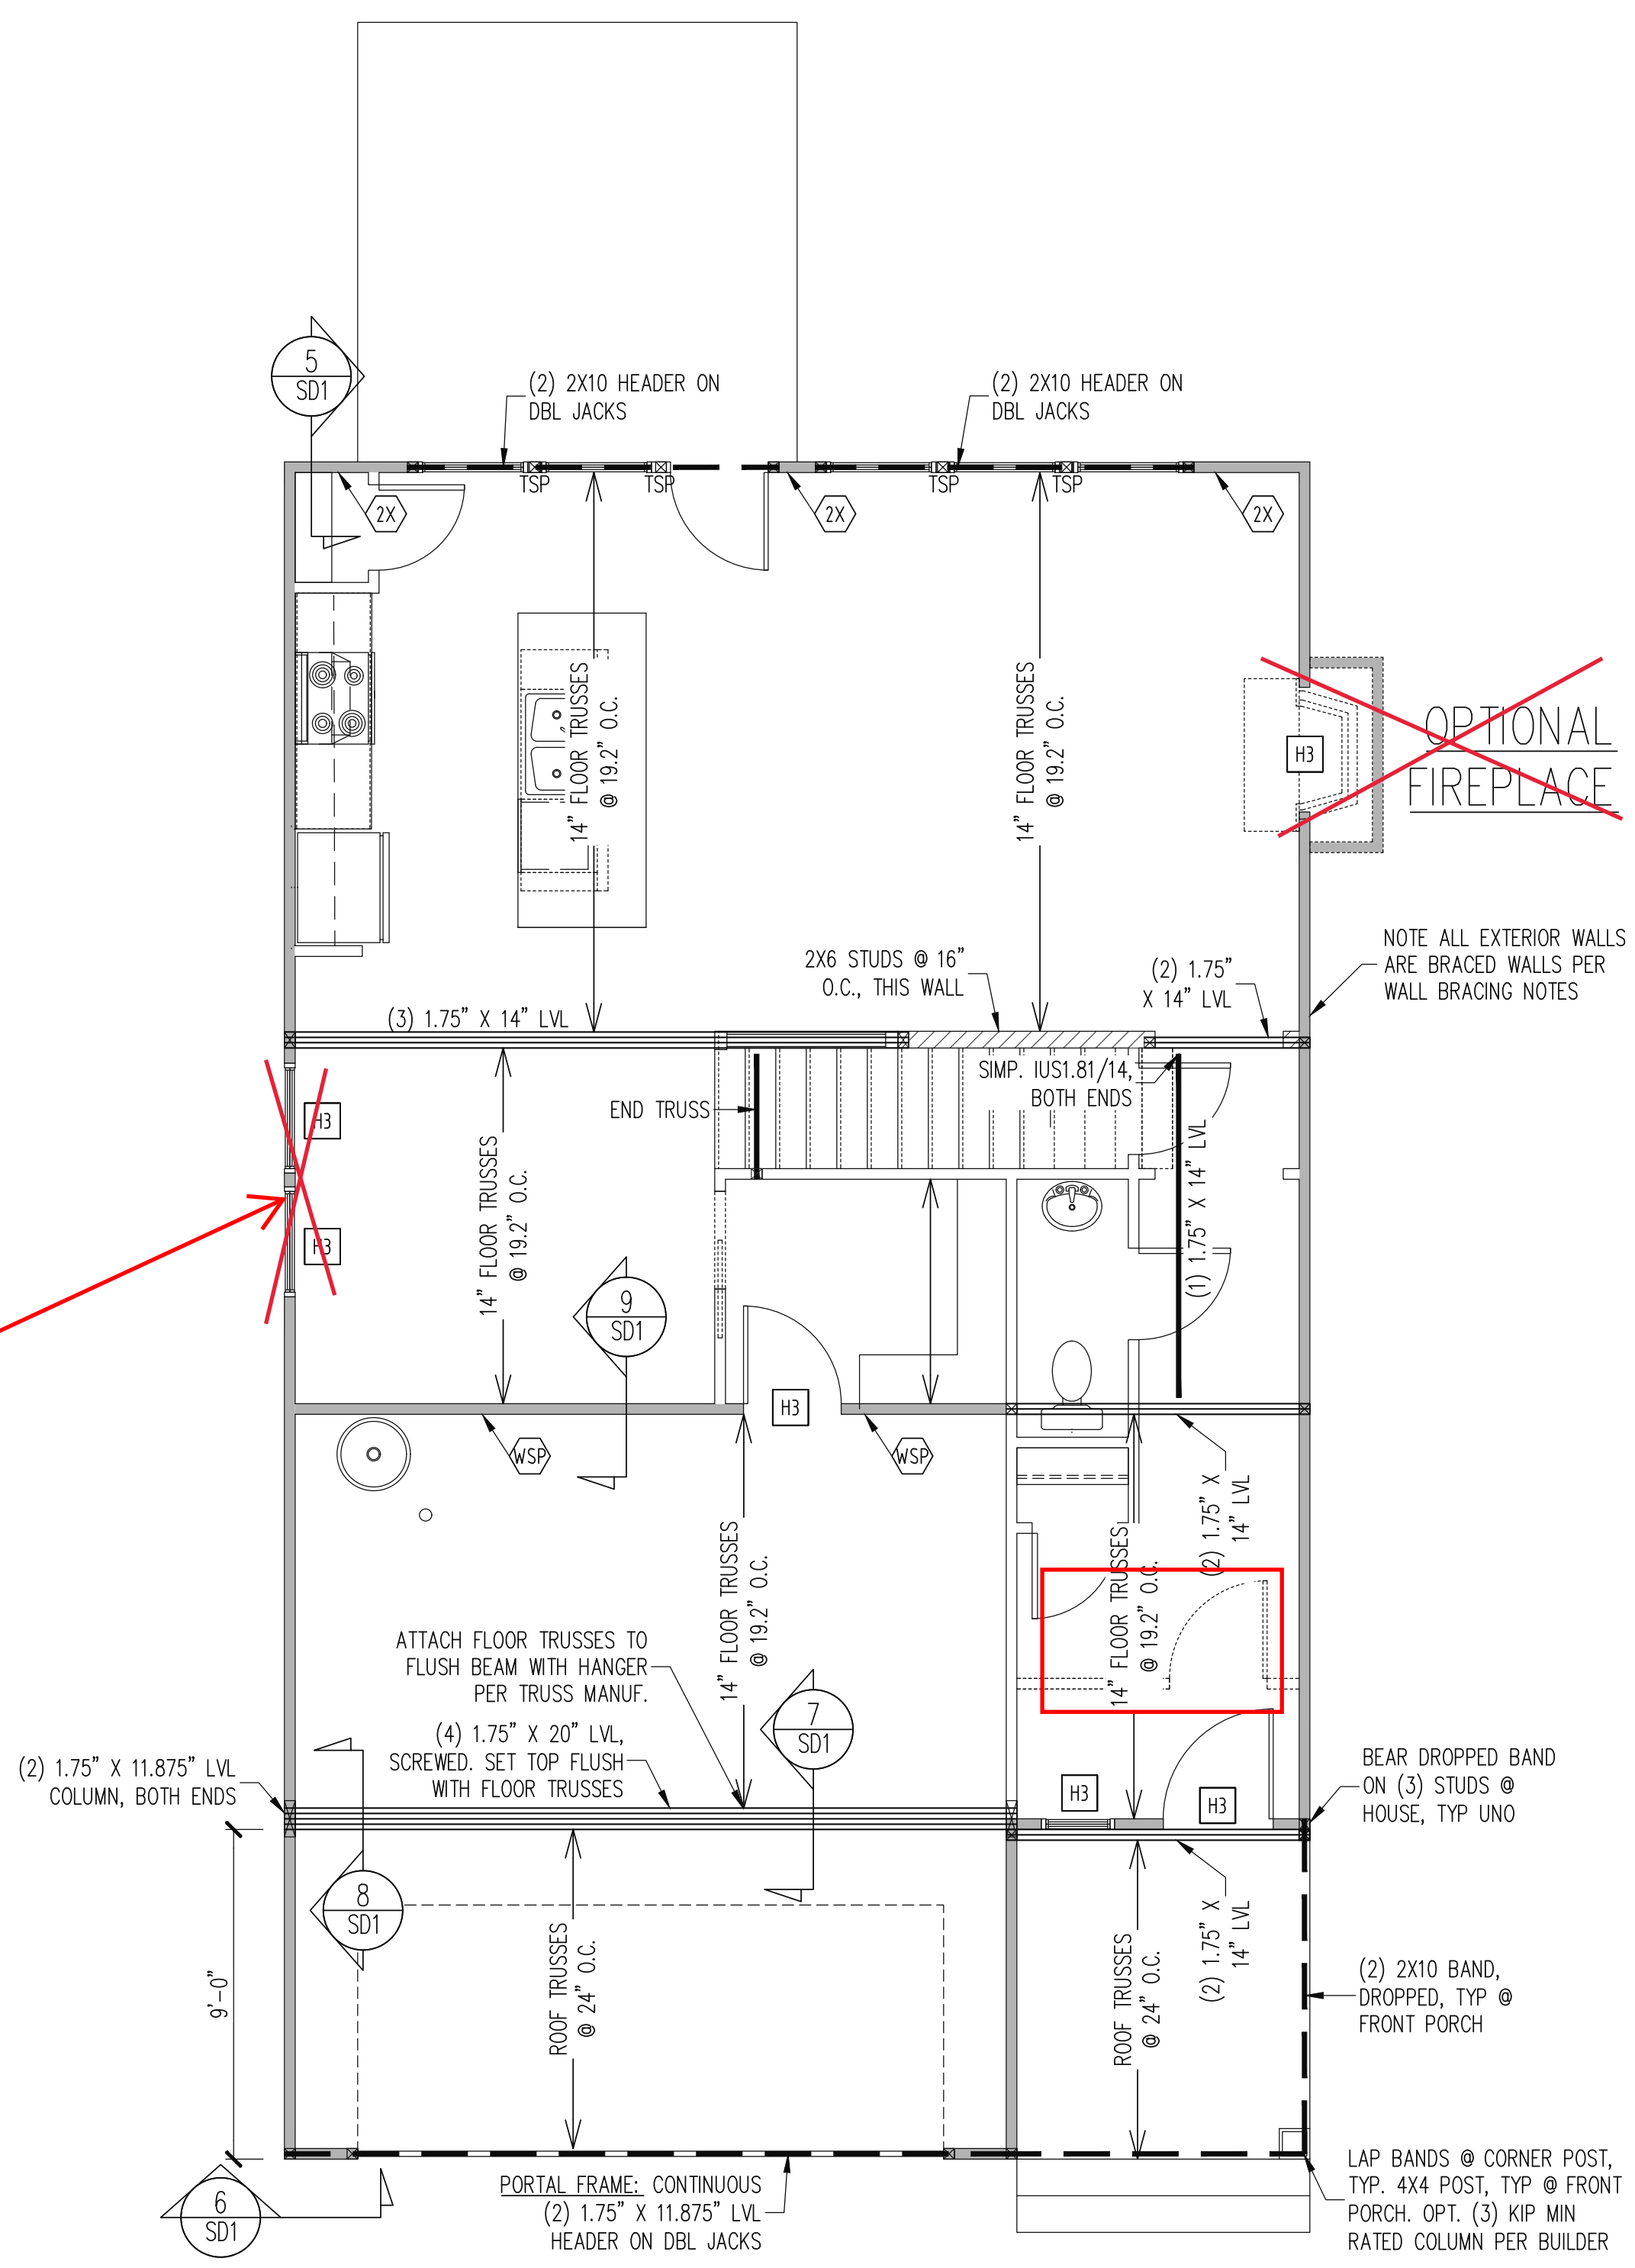 5
SD1
(2) 2X10 HEADER ON
DBL JACKS
(2) 2X10 HEADER ON
DBL JACKS
TSP
TSP
TSP
TSP
2X
2X
2X
14" FLOOR TRUSSES
@ 19.2" O.C.
14" FLOOR TRUSSES
@ 19.2" O.C.
H3
OPTIONAL
FIREPLACE
NOTE ALL EXTERIOR WALLS
ARE BRACED WALLS PER
WALL BRACING NOTES
2X6 STUDS @ 16"
O.C., THIS WALL
(2) 1.75"
X 14" LVL
(3) 1.75" X 14" LVL
SIMP. IUS1.81/14,
BOTH ENDS
END TRUSS
H3
H3
14" FLOOR TRUSSES
@ 19.2" O.C.
(1) 1.75" X 14" LVL
9
SD1
H3
WSP
WSP
(2) 1.75" X
14" LVL
14" FLOOR TRUSSES
@ 19.2" O.C.
14" FLOOR TRUSSES
@ 19.2" O.C.
ATTACH FLOOR TRUSSES TO
FLUSH BEAM WITH HANGER
PER TRUSS MANUF.
(4) 1.75" X 20" LVL,
SCREWED. SET TOP FLUSH
WITH FLOOR TRUSSES
7
SD1
(2) 1.75" X 11.875" LVL
COLUMN, BOTH ENDS
H3
H3
BEAR DROPPED BAND
ON (3) STUDS @
HOUSE, TYP UNO
8
SD1
9'-0"
ROOF TRUSSES
@ 24" O.C.
ROOF TRUSSES
@ 24" O.C.
(2) 1.75" X
14" LVL
(2) 2X10 BAND,
DROPPED, TYP @
FRONT PORCH
6
SD1
PORTAL FRAME: CONTINUOUS
(2) 1.75" X 11.875" LVL
HEADER ON DBL JACKS
LAP BANDS @ CORNER POST,
TYP. 4X4 POST, TYP @ FRONT
PORCH. OPT. (3) KIP MIN
RATED COLUMN PER BUILDER